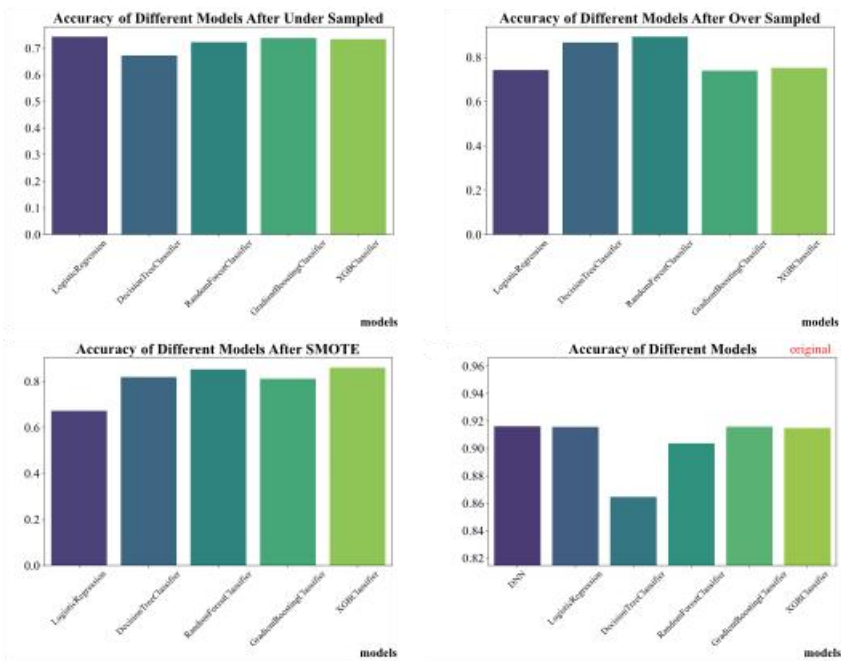 Accuracy of Different Models After Under Sampled
0.7
0.6
0.5
0.4
0.3
0.2
0.1
0.0
LogisticRegression
DecisionTreeClassifier
RandomForestClassifier
GradientBoostingClassifier
XGBClassifier
models
Accuracy of Different Models After Over Sampled
0.8
0.6
0.4
0.2
0.0
LogisticRegression
DecisionTreeClassifier
RandomForestClassifier
GradientBoostingClassifier
XGBClassifier
models
Accuracy of Different Models After SMOTE
0.8
0.6
0.4
0.2
0.0
LogisticRegression
DecisionTreeClassifier
RandomForestClassifier
GradientBoostingClassifier
XGBClassifier
models
Accuracy of Different Models original
0.96
0.92
0.90
0.88
0.86
0.84
0.82
DNN
LogisticRegression
DecisionTreeClassifier
RandomForestClassifier
GradientBoostingClassifier
XGBClassifier
models